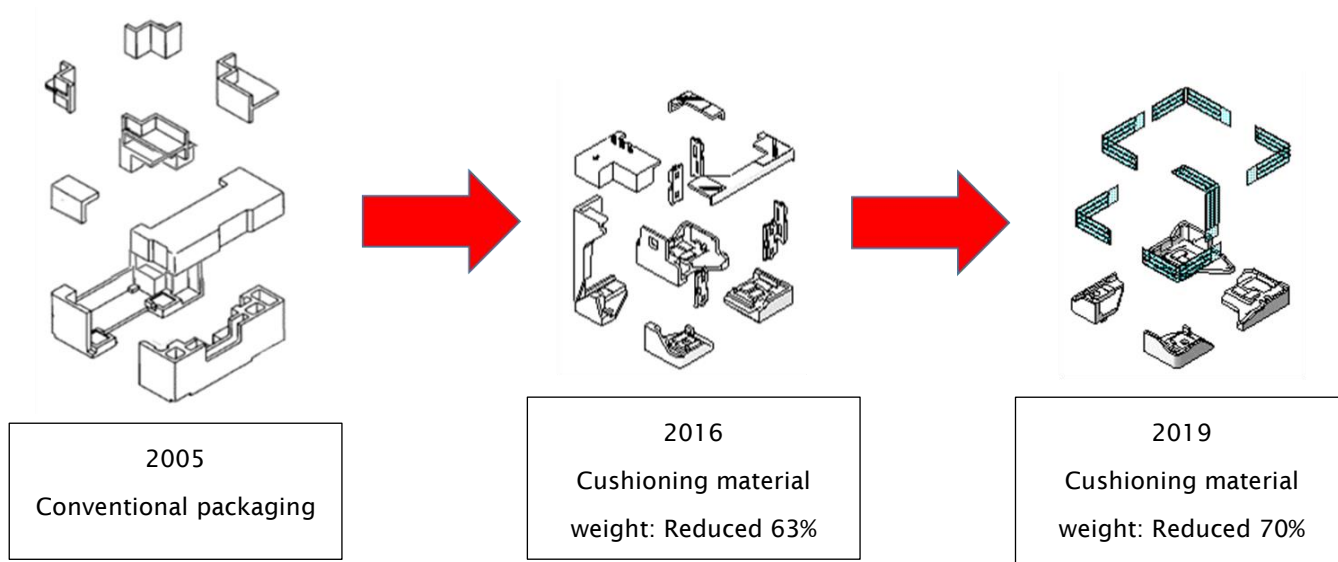 2005
Conventional packaging
2016
Cushioning material
weight: Reduced 63%
2019
Cushioning material
weight: Reduced 70%